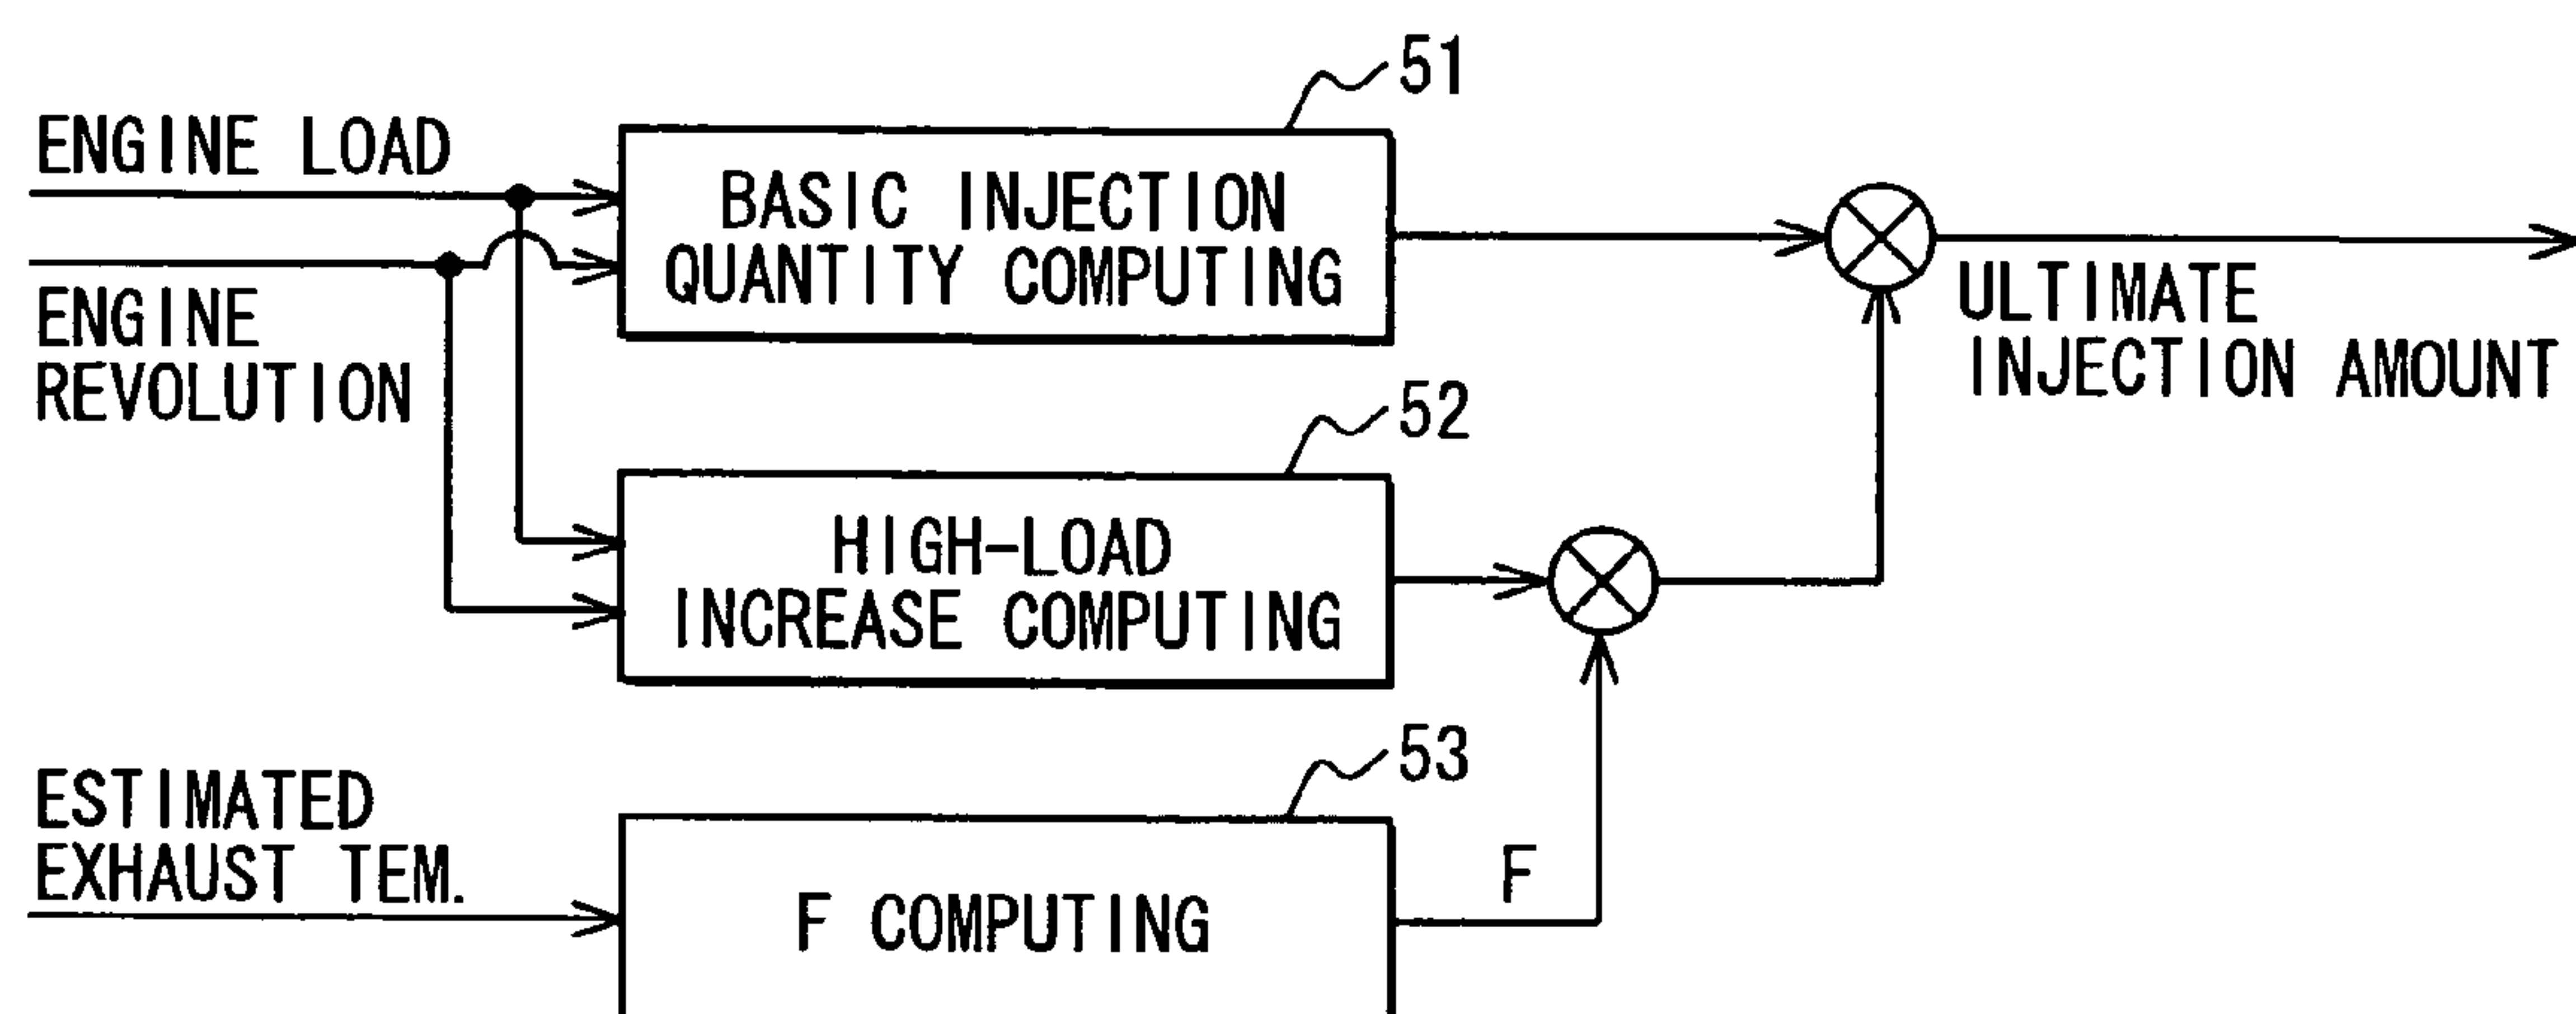 51
ENGINE LOAD
BASIC INJECTION
QUANTITY COMPUTING
ENGINE
REVOLUTION
ULTIMATE
INJECTION AMOUNT
52
HIGH-LOAD
INCREASE COMPUTING
53
ESTIMATED
EXHAUST TEM.
F COMPUTING
F